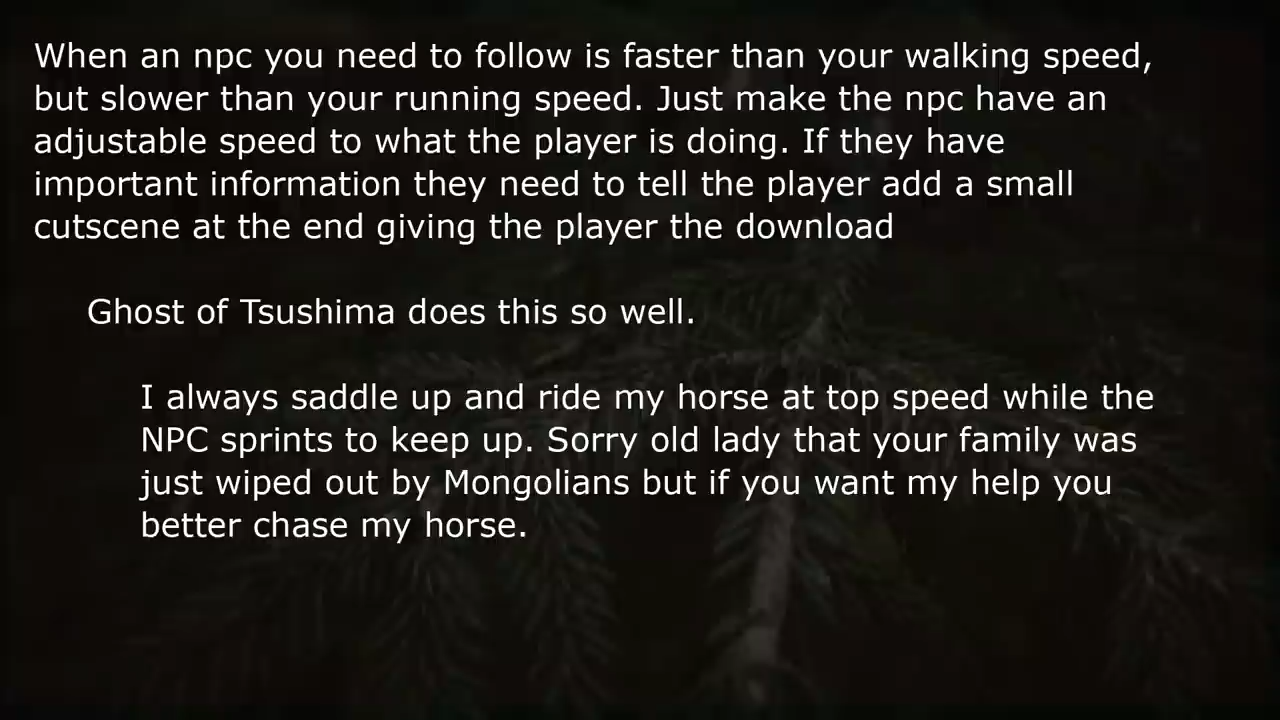 When an npc you need to follow is faster than your walking speed,
but slower than your running speed. Just make the npc have an
adjustable speed to what the player is doing. If they have
important information they need to tell the player add a small
cutscene at the end giving the player the download
Ghost of Tsushima does this so well.
I always saddle up and ride my horse at top speed while the
NPC sprints to keep up. Sorry old lady that your family was
just wiped out by Mongolians but if you want my help you
better chase my horse.